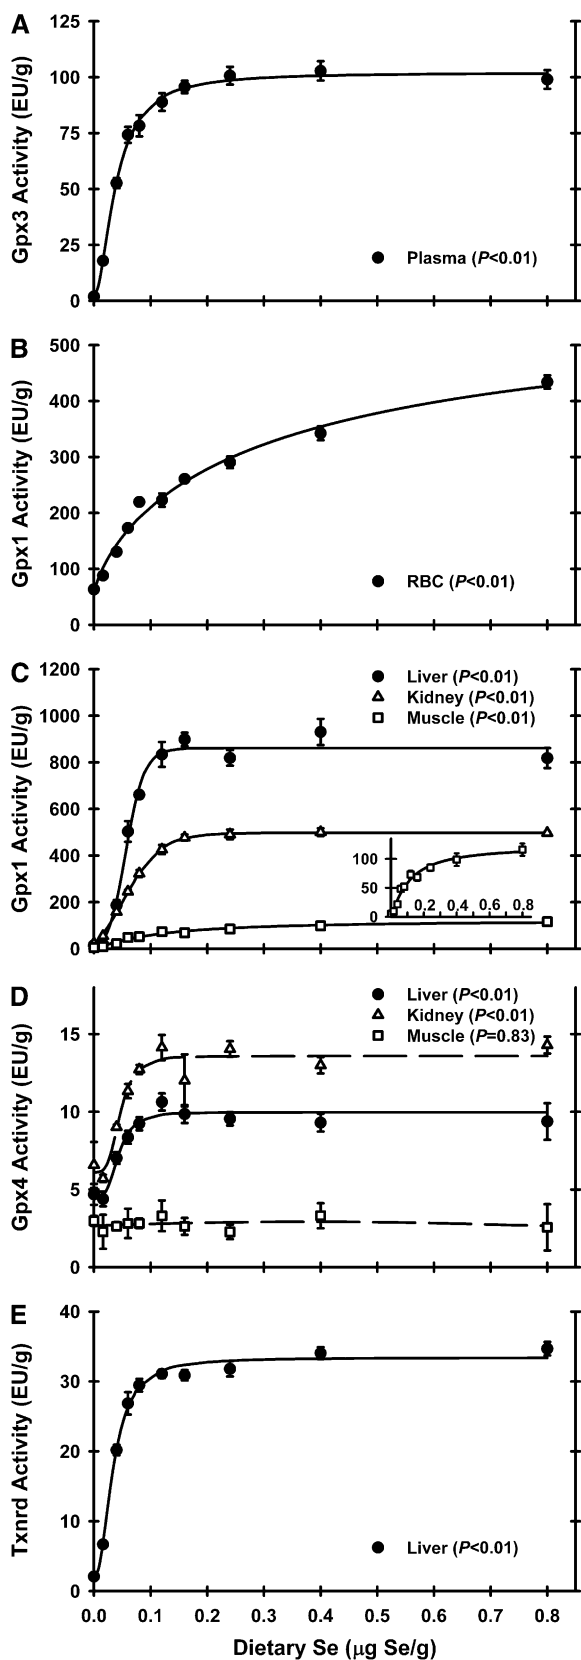 A
125
100
75
50
25
0
Gpx3 Activity (EU/g)
Plasma (P<0.01)
B
500
400
300
200
100
0
Gpx1 Activity (EU/g)
RBC (P<0.01)
C
1200
1000
800
600
400
200
0
Gpx1 Activity (EU/g)
Liver (P<0.01)
Kidney (P<0.01)
Muscle (P<0.01)
100
50
0
0.2 0.4 0.6 0.8
D
15
10
5
0
Gpx4 Activity (EU/g)
Liver (P<0.01)
Kidney (P<0.01)
Muscle (P=0.83)
E
40
30
20
10
0
Txnrd Activity (EU/g)
Liver (P<0.01)
0.0 0.1 0.2 0.3 0.4 0.5 0.6 0.7 0.8
Dietary Se (µg Se/g)